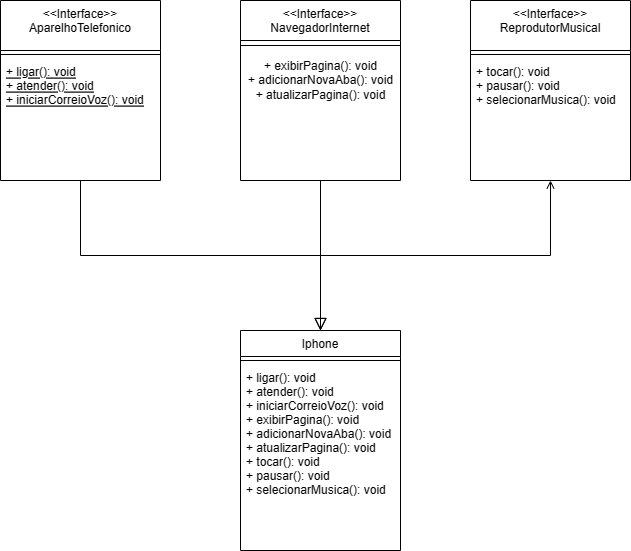 <<Interface>>
AparelhoTelefonico
+ ligar(): void
+ atender(): void
+ iniciarCorreioVoz(): void
<<Interface>>
NavegadorInternet
+ exibirPagina(): void
+ adicionarNovaAba(): void
+ atualizarPagina(): void
<<Interface>>
ReprodutorMusical
+ tocar(): void
+ pausar(): void
+ selecionarMusica(): void
Iphone
+ ligar(): void
+ atender(): void
+ iniciarCorreioVoz(): void
+ exibirPagina(): void
+ adicionarNovaAba(): void
+ atualizarPagina(): void
+ tocar(): void
+ pausar(): void
+ selecionarMusica(): void